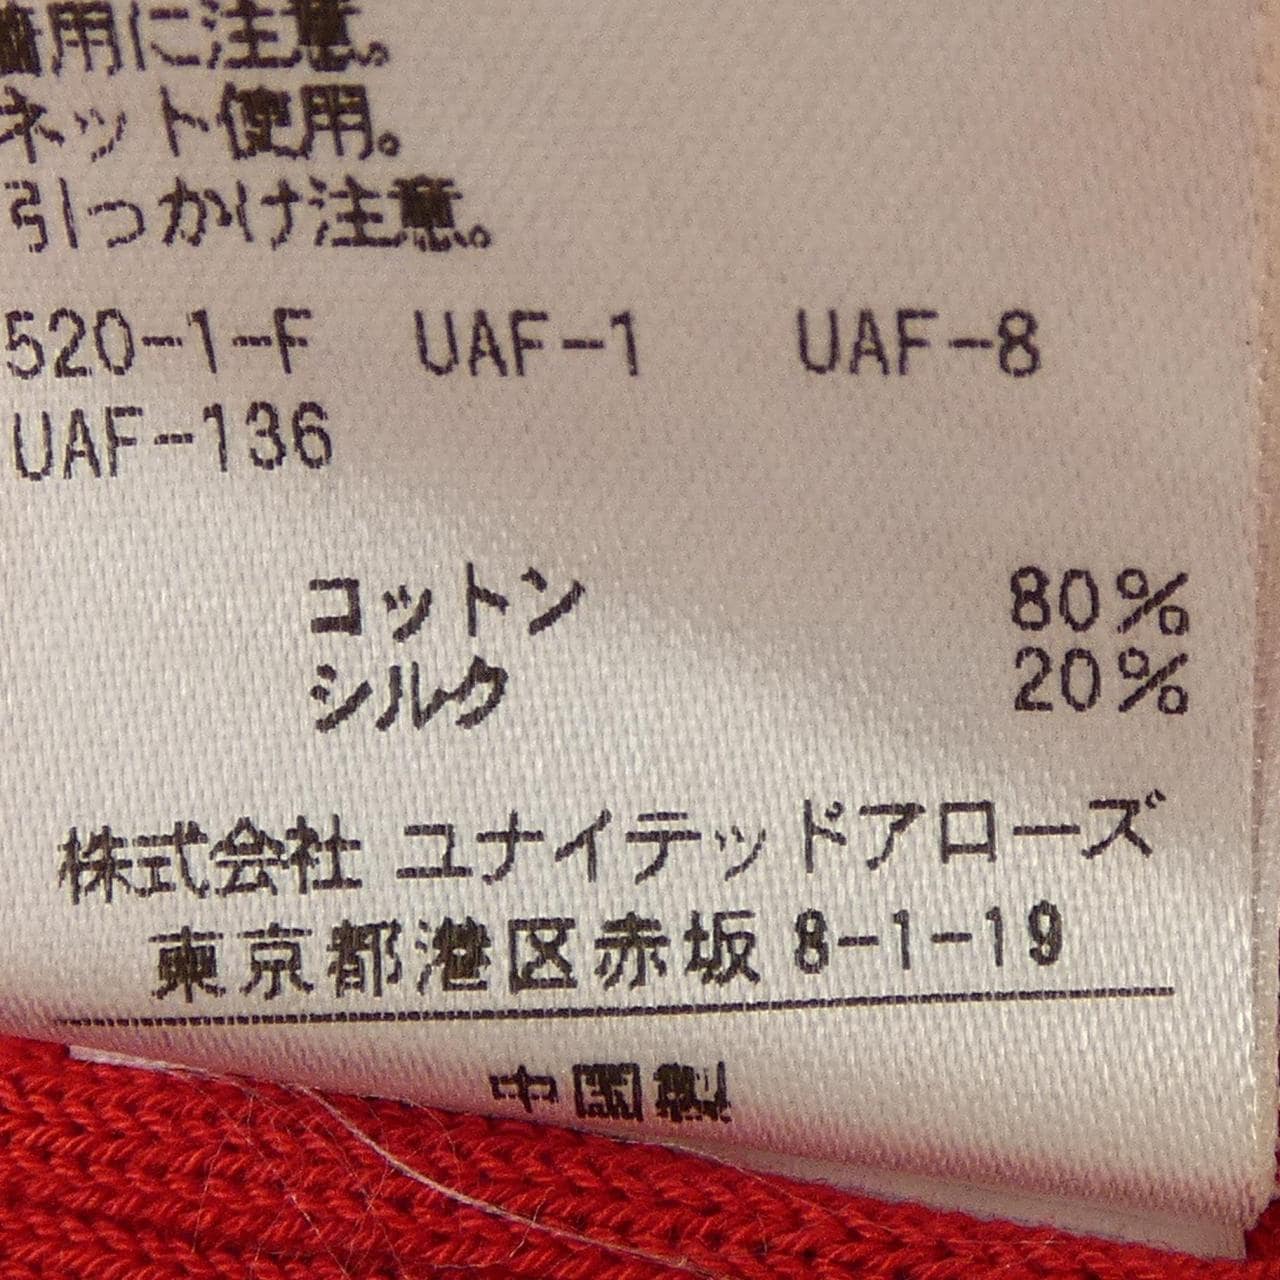 着用に注意。
ネット使用。
引っかけ注意。
520-1-F UAF-1 UAF-8
UAF-136
コットン 80%
シルク 20%
株式会社 ユナイテッドアローズ
東京都港区赤坂 8-1-19
中国製